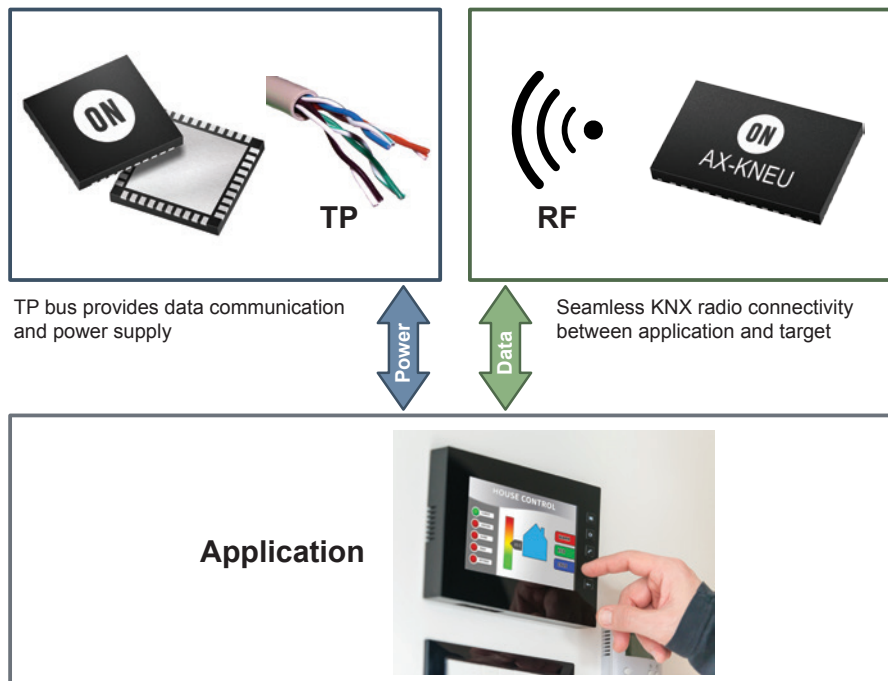 ON
TP
RF
ON
AX-KNEU
TP bus provides data communication
and power supply
Power
Data
Seamless KNX radio connectivity
between application and target
Application
HOUSE CONTROL